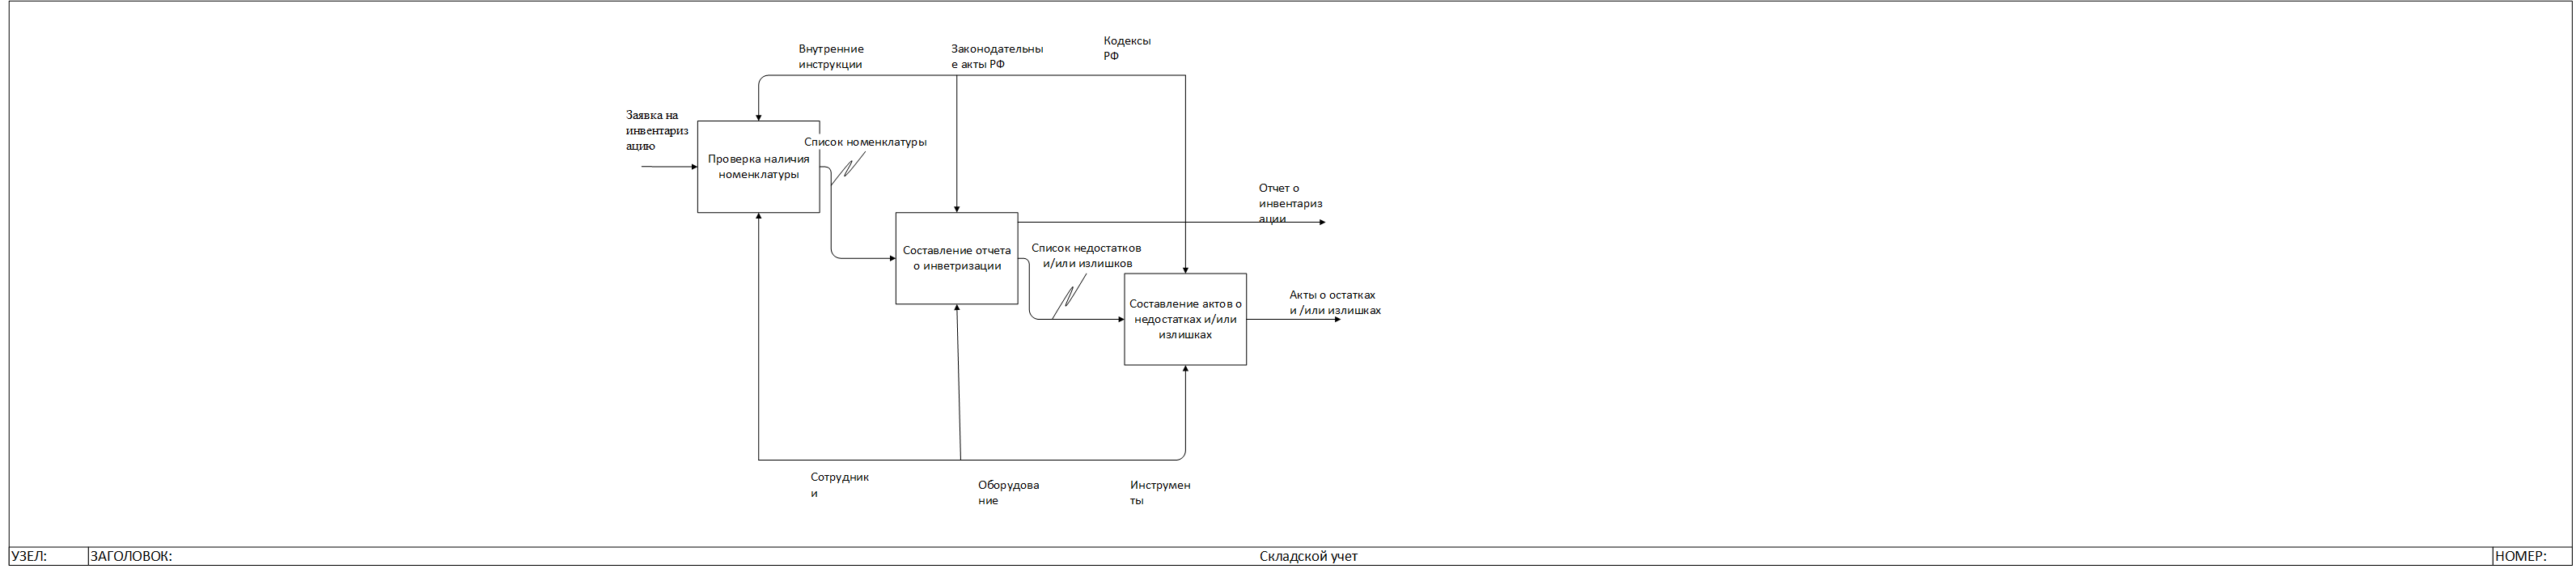 Внутренние
инструкции
Законодательны
е акты РФ
Кодексы
РФ
Заявка на
инвентариз
ацию
Проверка наличия
номенклатуры
Список номенклатуры
Составление отчета
о инветризации
Отчет о
инвентариз
ации
Список недостатков
и/или излишков
Составление актов о
недостатках и/или
излишках
Акты о остатках
и /или излишках
Сотрудник
и
Оборудова
ние
Инструмен
ты
УЗЕЛ:
ЗАГОЛОВОК:
Складской учет
НОМЕР: